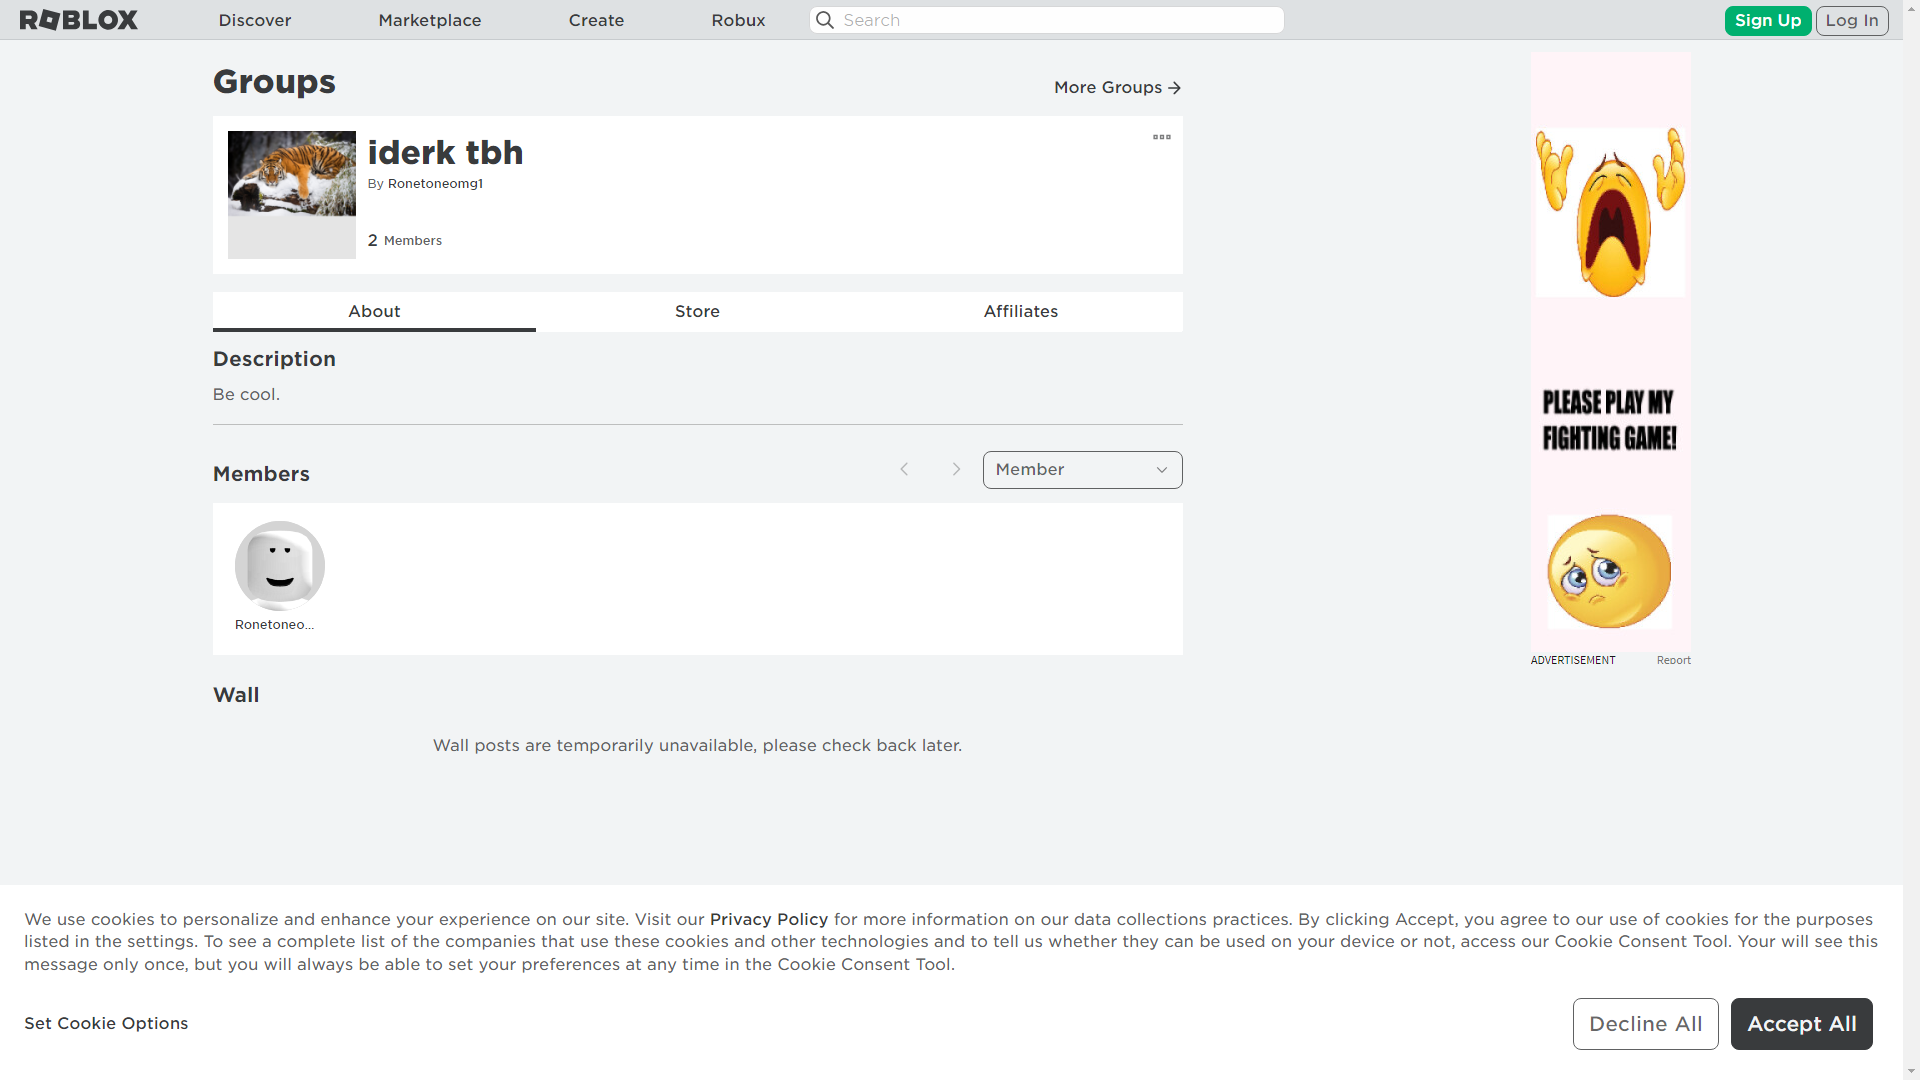 ROBLOX
Discover
Marketplace
Create
Robux
Search
Sign Up
Log In
Groups
More Groups
iderk tbh
By Ronetoneomg1
2 Members
About
Store
Affiliates
Description
Be cool.
Members
Member
Ronetoneo...
Wall
Wall posts are temporarily unavailable, please check back later.
PLEASE PLAY MY
FIGHTING GAME!
ADVERTISEMENT
Report
We use cookies to personalize and enhance your experience on our site. Visit our Privacy Policy for more information on our data collections practices. By clicking Accept, you agree to our use of cookies for the purposes
listed in the settings. To see a complete list of the companies that use these cookies and other technologies and to tell us whether they can be used on your device or not, access our Cookie Consent Tool. Your will see this
message only once, but you will always be able to set your preferences at any time in the Cookie Consent Tool.
Set Cookie Options
Decline All
Accept All